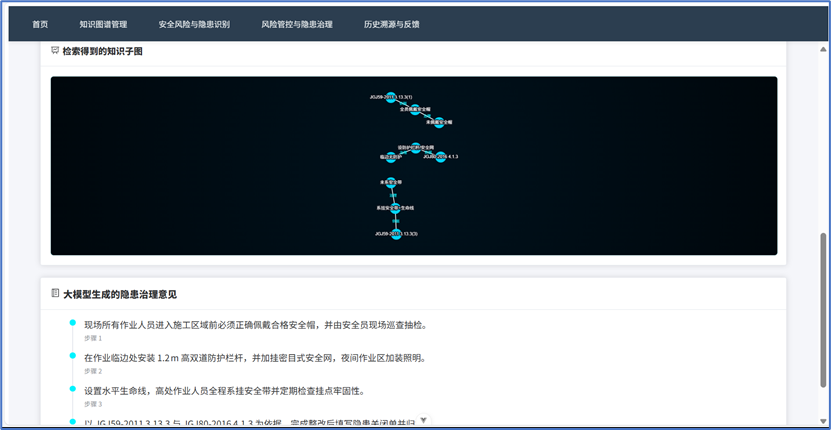 首页 知识图谱管理 安全风险与隐患识别 风险管控与隐患治理 历史溯源与反馈
检索得到的知识子图
JGJ59-2011 3.13.3(1)
全员佩戴安全帽
未佩戴安全帽
设防护栏杆/安全网
临边无防护
JGJ80-2016 4.1.3
未系安全带
系挂安全带+生命线
JGJ59-2011 3.13.3(3)
大模型生成的隐患治理意见
现场所有作业人员进入施工区域前必须正确佩戴合格安全帽，并由安全员现场巡查抽检。
步骤 1
在作业临边处安装 1.2 m 高双道防护栏杆，并加挂密目式安全网，夜间作业区加装照明。
步骤 2
设置水平生命线，高处作业人员全程系挂安全带并定期检查挂点牢固性。
步骤 3
以 JGJ59-2011 3.13.3 与 JGJ80-2016 4.1.3 为依据，完成整改后填写隐患关闭单并归